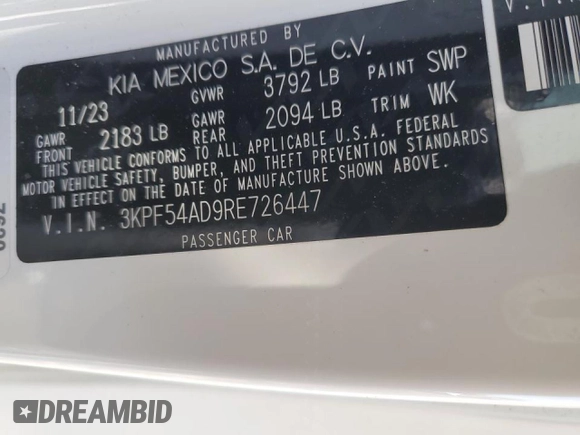 MANUFACTURED BY
KIA MEXICO S.A. DE C.V.
11/23 GVWR 3792 LB PAINT SWP
GAWR FRONT 2183 LB GAWR REAR 2094 LB TRIM WK
THIS VEHICLE CONFORMS TO ALL APPLICABLE U.S.A. FEDERAL
MOTOR VEHICLE SAFETY, BUMPER, AND THEFT PREVENTION STANDARDS
IN EFFECT ON THE DATE OF MANUFACTURE SHOWN ABOVE.
V.I.N. 3KPF54AD9RE726447
PASSENGER CAR
V.I.N
DREAMBID